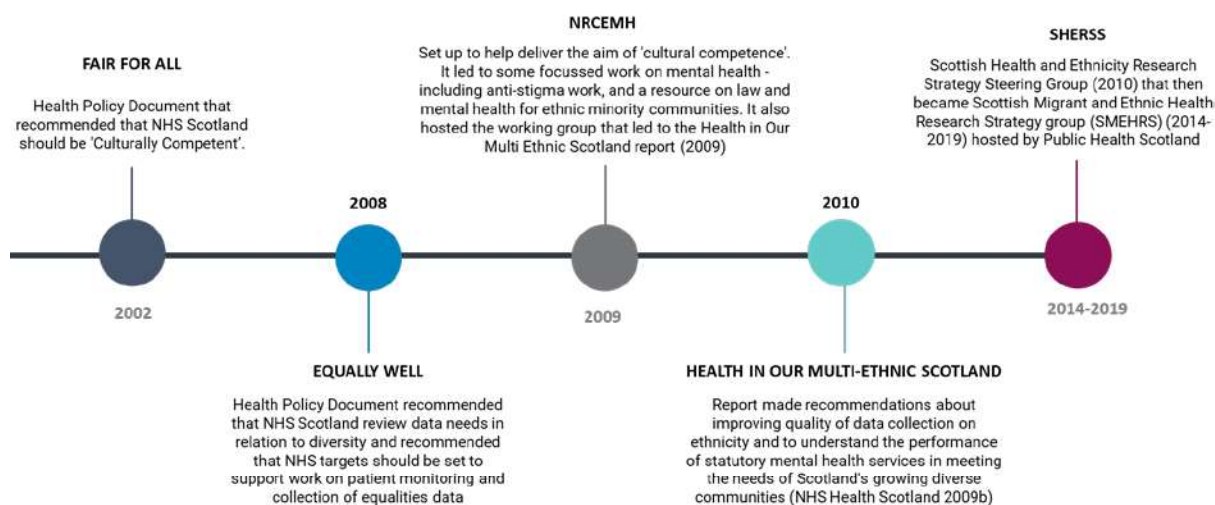 FAIR FOR ALL
Health Policy Document that
recommended that NHS Scotland
should be 'Culturally Competent'.
2002
2008
EQUALLY WELL
Health Policy Document recommended
that NHS Scotland review data needs in
relation to diversity and recommended
that NHS targets should be set to
support work on patient monitoring and
collection of equalities data
NRCEMH
Set up to help deliver the aim of 'cultural competence'.
It led to some focussed work on mental health -
including anti-stigma work, and a resource on law and
mental health for ethnic minority communities. It also
hosted the working group that led to the Health in Our
Multi Ethnic Scotland report (2009)
2009
2010
HEALTH IN OUR MULTI-ETHNIC SCOTLAND
Report made recommendations about
improving quality of data collection on
ethnicity and to understand the performance
of statutory mental health services in meeting
the needs of Scotland's growing diverse
communities (NHS Health Scotland 2009b)
SHERSS
Scottish Health and Ethnicity Research
Strategy Steering Group (2010) that then
became Scottish Migrant and Ethnic Health
Research Strategy group (SMEHRS) (2014-
2019) hosted by Public Health Scotland
2014-2019